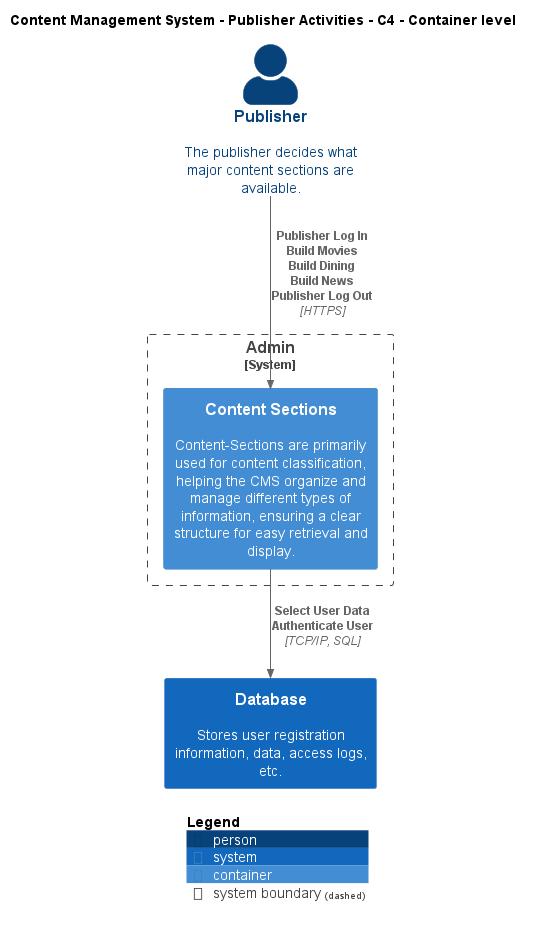 Content Management System - Publisher Activities - C4 - Container level
Publisher
The publisher decides what
major content sections are
available.
Publisher Log In
Build Movies
Build Dining
Build News
Publisher Log Out
[HTTPS]
Admin
[System]
Content Sections
Content-Sections are primarily
used for content classification,
helping the CMS organize and
manage different types of
information, ensuring a clear
structure for easy retrieval and
display.
Select User Data
Authenticate User
[TCP/IP, SQL]
Database
Stores user registration
information, data, access logs,
etc.
Legend
person
system
container
system boundary (dashed)